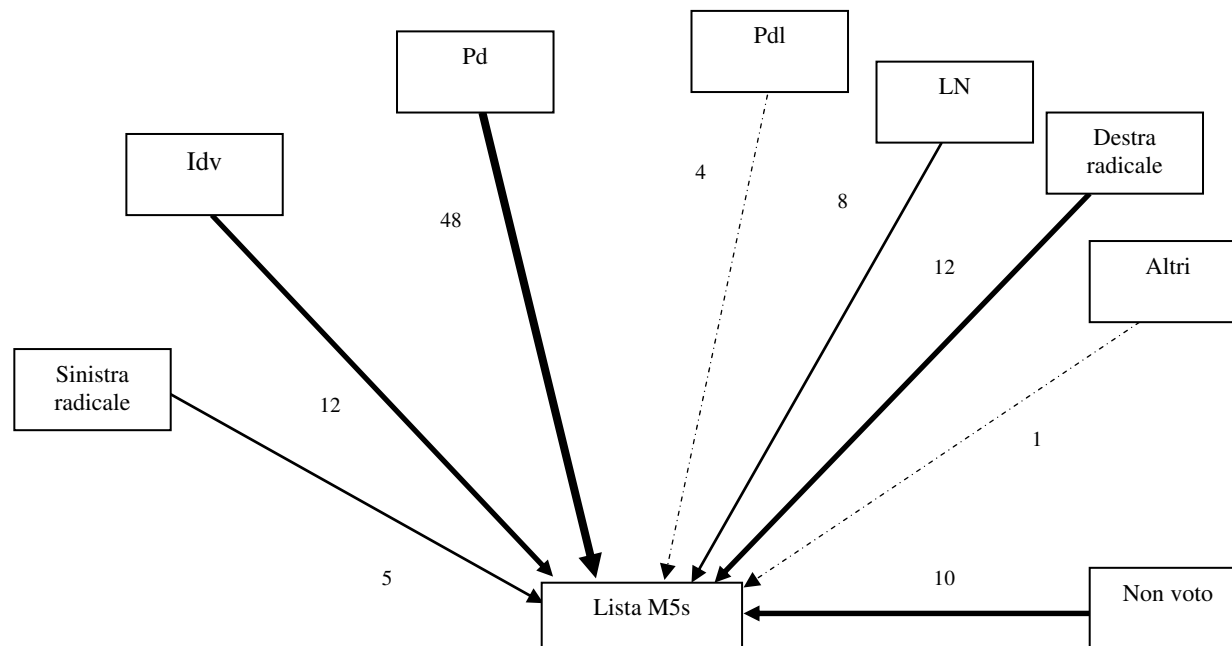 Pdl
Pd
LN
Destra
radicale
Idv
4
8
48
12
Altri
Sinistra
radicale
12
1
5
10
Lista M5s
Non voto